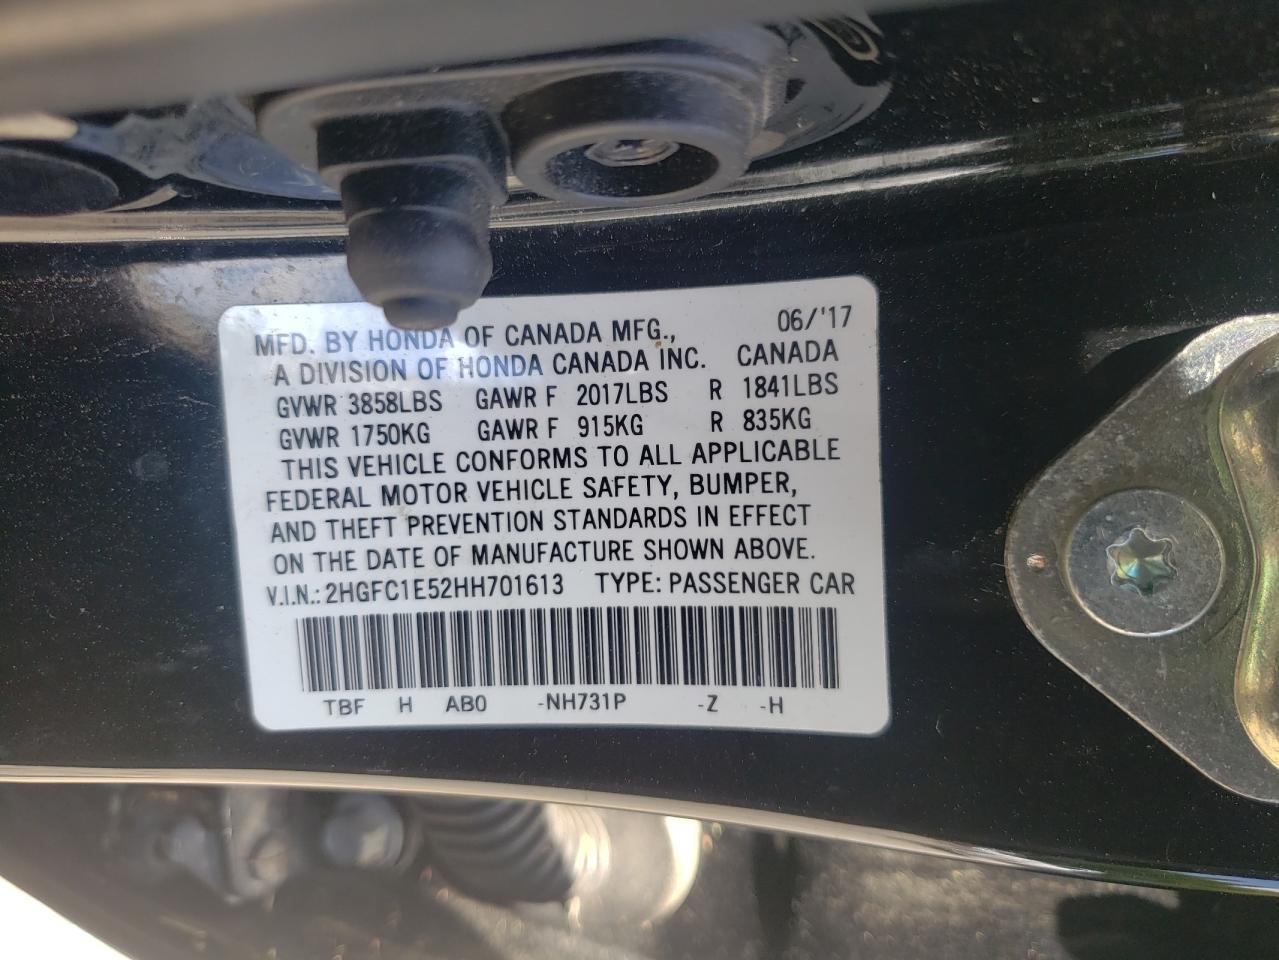 MFD. BY HONDA OF CANADA MFG., 06/'17
A DIVISION OF HONDA CANADA INC. CANADA
GVWR 3858LBS GAWR F 2017LBS R 1841LBS
GVWR 1750KG GAWR F 915KG R 835KG
THIS VEHICLE CONFORMS TO ALL APPLICABLE
FEDERAL MOTOR VEHICLE SAFETY, BUMPER,
AND THEFT PREVENTION STANDARDS IN EFFECT
ON THE DATE OF MANUFACTURE SHOWN ABOVE.
V.I.N.: 2HGFC1E52HH701613 TYPE: PASSENGER CAR
TBF H AB0 -NH731P -Z -H